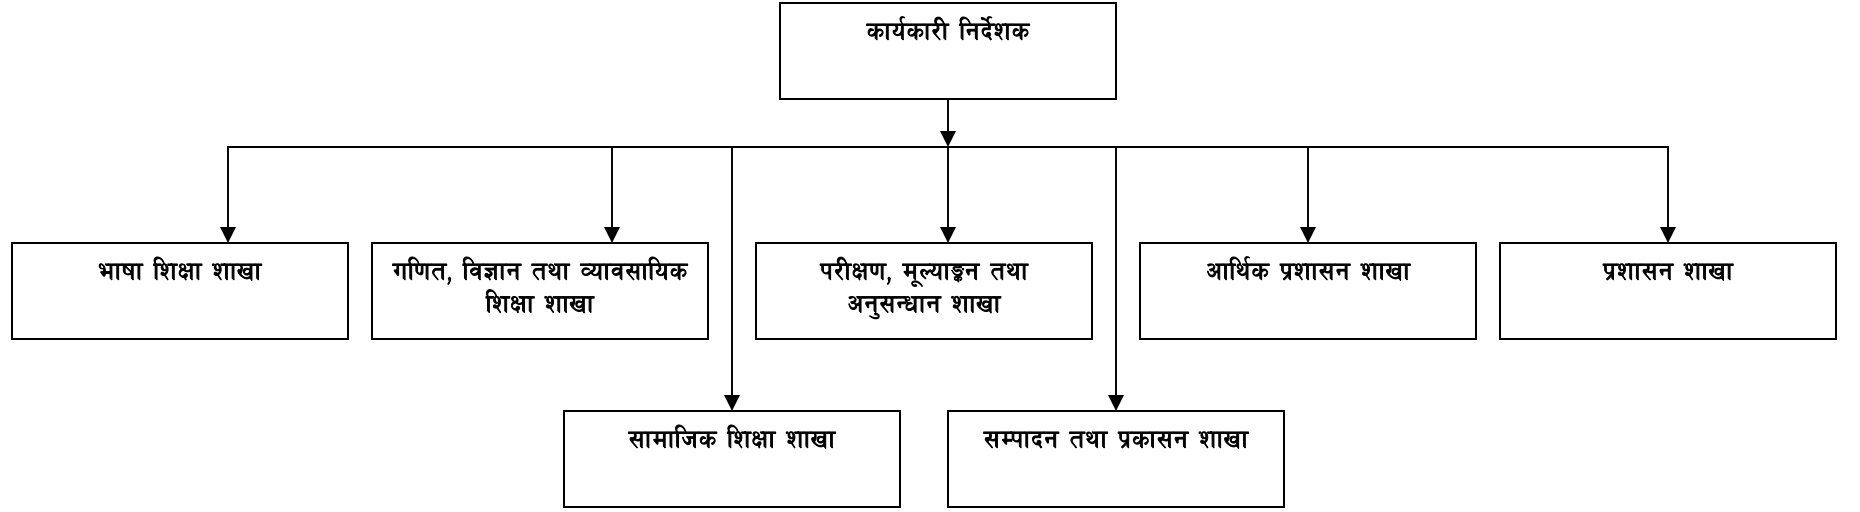 कार्यकारी निर्देशक
भाषा शिक्षा शाखा
गणित, विज्ञान तथा व्यावसायिक
शिक्षा शाखा
परीक्षण, मूल्याङ्कन तथा
अनुसन्धान शाखा
आर्थिक प्रशासन शाखा
प्रशासन शाखा
सामाजिक शिक्षा शाखा
सम्पादन तथा प्रकासन शाखा